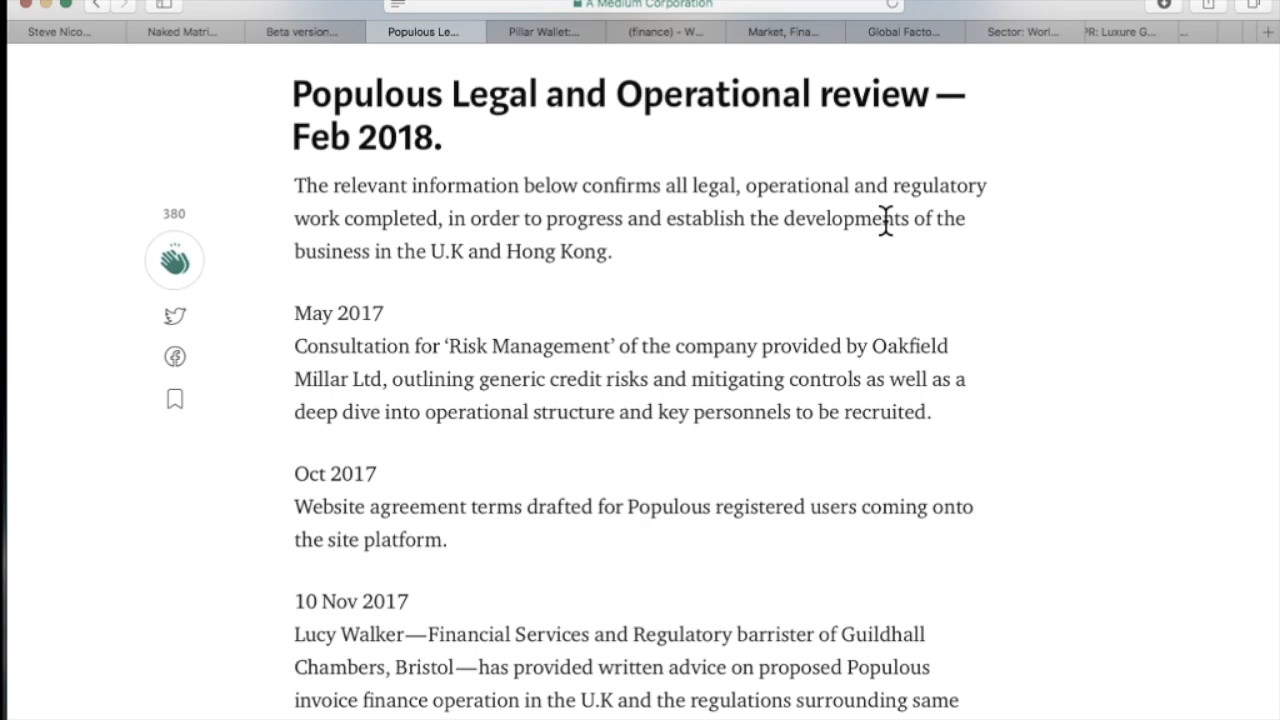 A Medium Corporation
Steve Nico... Naked Matri... Beta version... Populous Le... Pillar Wallet:... (finance) - W... Market, Fina... Global Facto... Sector: Worl... PR: Luxure G... ...
Populous Legal and Operational review —
Feb 2018.
The relevant information below confirms all legal, operational and regulatory
work completed, in order to progress and establish the developments of the
business in the U.K and Hong Kong.
380
May 2017
Consultation for ‘Risk Management’ of the company provided by Oakfield
Millar Ltd, outlining generic credit risks and mitigating controls as well as a
deep dive into operational structure and key personnels to be recruited.
Oct 2017
Website agreement terms drafted for Populous registered users coming onto
the site platform.
10 Nov 2017
Lucy Walker — Financial Services and Regulatory barrister of Guildhall
Chambers, Bristol — has provided written advice on proposed Populous
invoice finance operation in the U.K and the regulations surrounding same